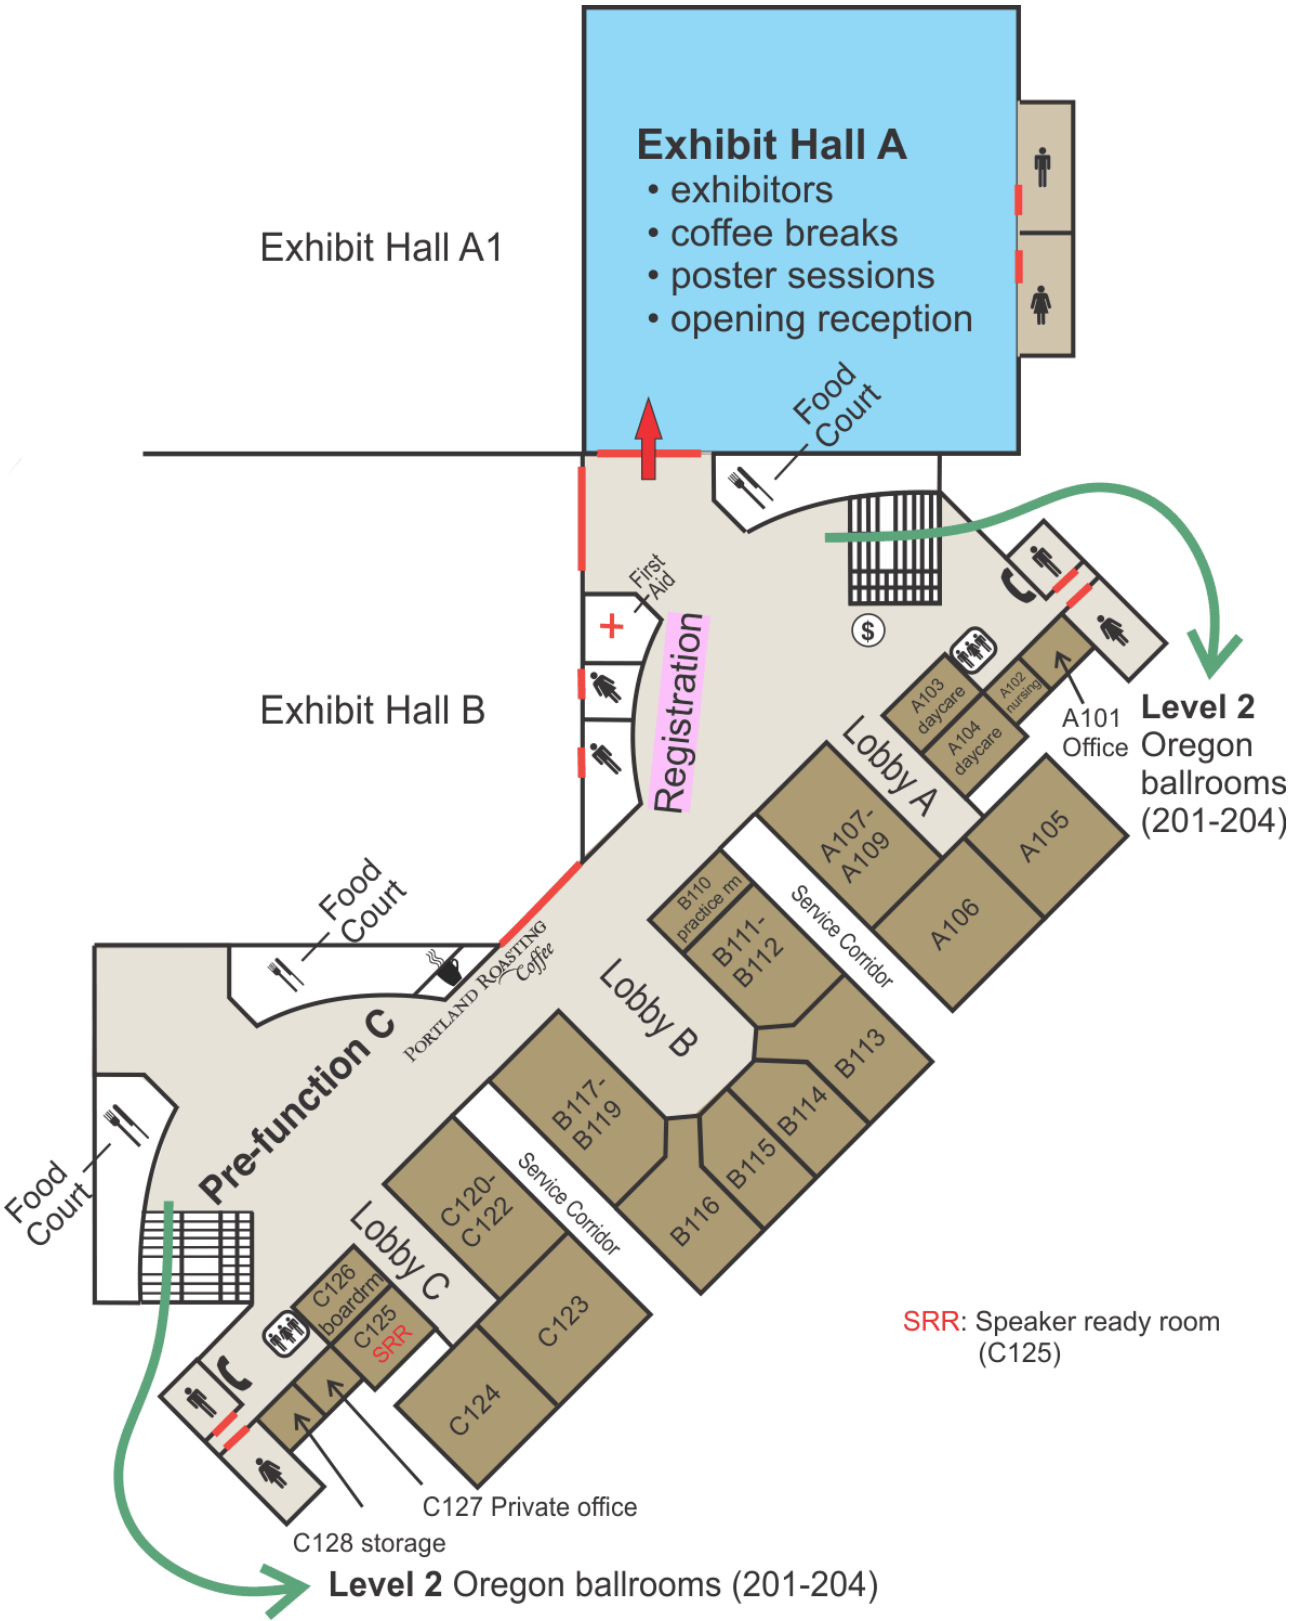 Exhibit Hall A
• exhibitors
• coffee breaks
• poster sessions
• opening reception
Exhibit Hall A1
Food
Court
First
Aid
Registration
$
Exhibit Hall B
A103
daycare
A102
nursing
A104
daycare
A101
Office
Level 2
Oregon
ballrooms
(201-204)
Lobby A
A107-
A109
A105
A106
Service Corridor
B110
practice rm
B111-
B112
Lobby B
B113
B114
B115
B116
B117-
B119
Food
Court
PORTLAND ROASTING
Coffee
Pre-function C
Food
Court
Service Corridor
C120-
C122
Lobby C
C123
C124
C126
boardrm
C125
SRR
SRR: Speaker ready room
(C125)
C127 Private office
C128 storage
Level 2 Oregon ballrooms (201-204)